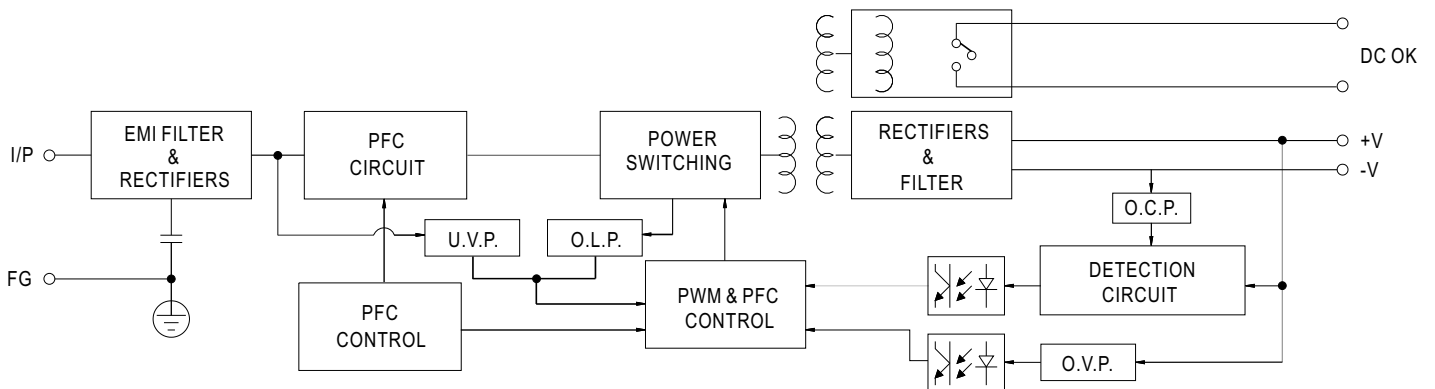 DC OK
I/P
EMI FILTER
&
RECTIFIERS
PFC
CIRCUIT
POWER
SWITCHING
RECTIFIERS
&
FILTER
+V
-V
O.C.P.
U.V.P.
O.L.P.
FG
PFC
CONTROL
PWM & PFC
CONTROL
DETECTION
CIRCUIT
O.V.P.